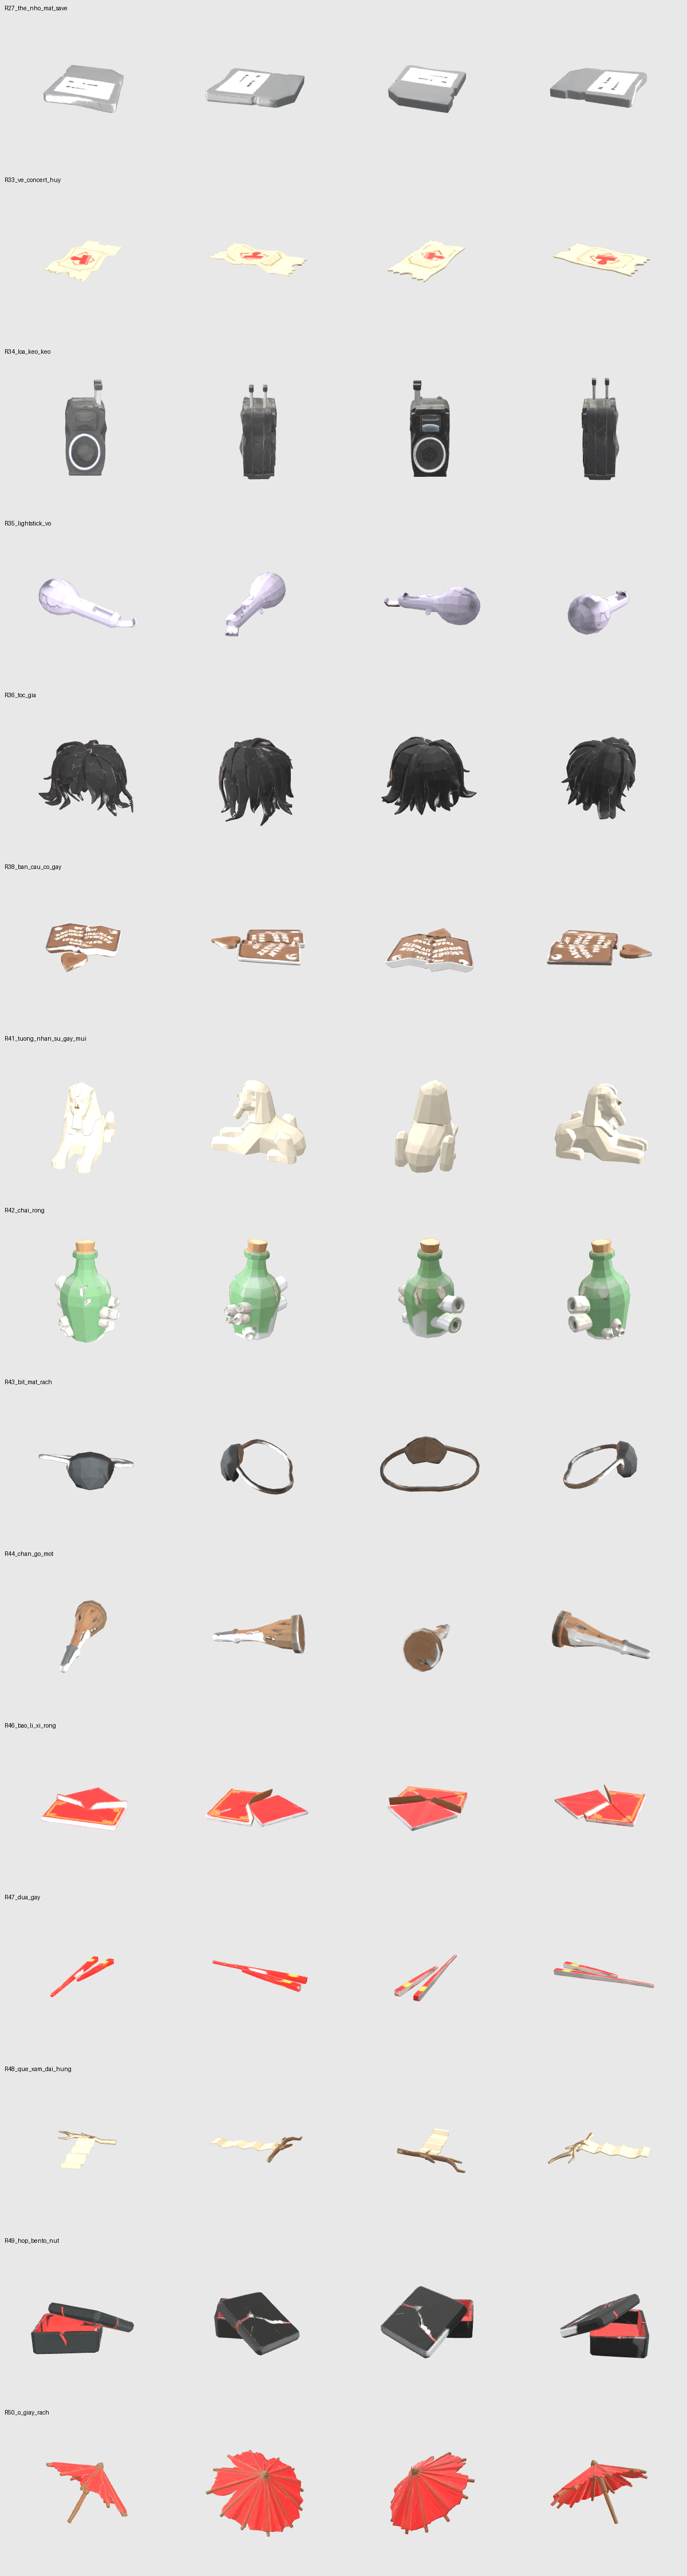 R27_the_nho_mat_save
R33_ve_concert_huy
R34_loa_keo_keo
R35_lightstick_vo
R36_toc_gia
R38_ban_cau_co_gay
R41_tuong_nhan_su_gay_mui
R42_chai_rong
R43_bit_mat_rach
R44_chan_go_mot
R46_bao_li_xi_rong
R47_dua_gay
R48_que_xam_dai_hung
R49_hop_bento_nut
R50_o_giay_rach